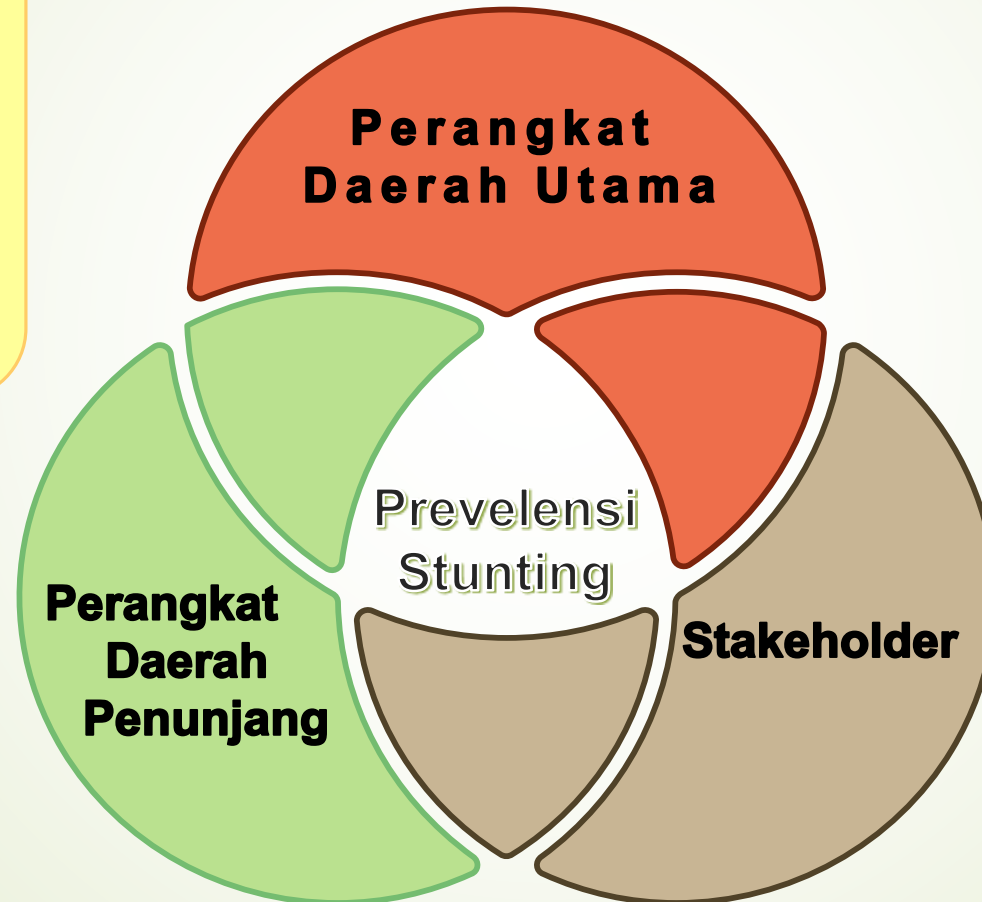 Perangkat
Daerah Utama
Prevelensi
Stunting
Perangkat
Daerah
Penunjang
Stakeholder